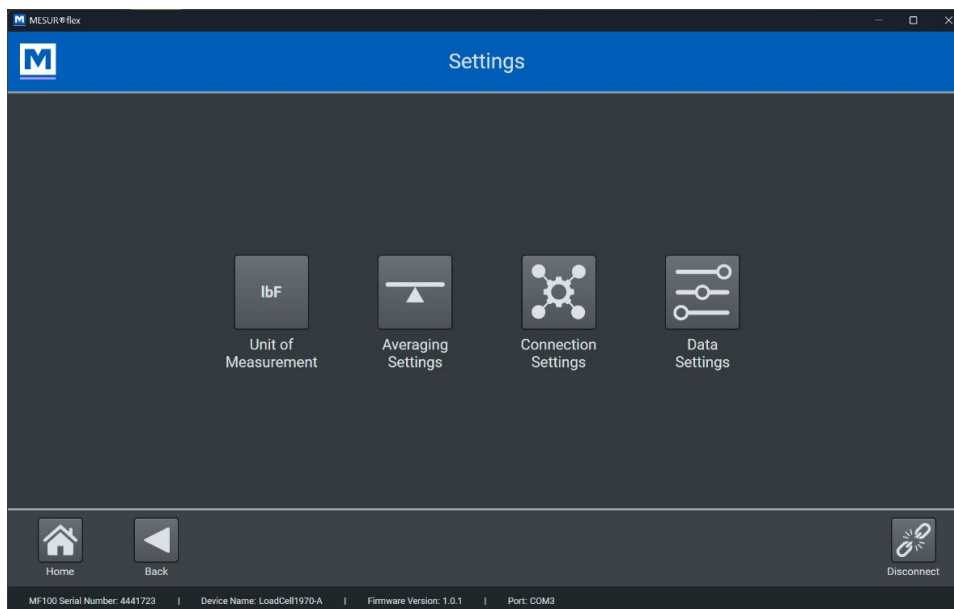 M MESUR®flex
M
Settings
lbF
Unit of
Measurement
Averaging
Settings
Connection
Settings
Data
Settings
Home
Back
Disconnect
MF100 Serial Number: 4441723 | Device Name: LoadCell1970-A | Firmware Version: 1.0.1 | Port: COM3